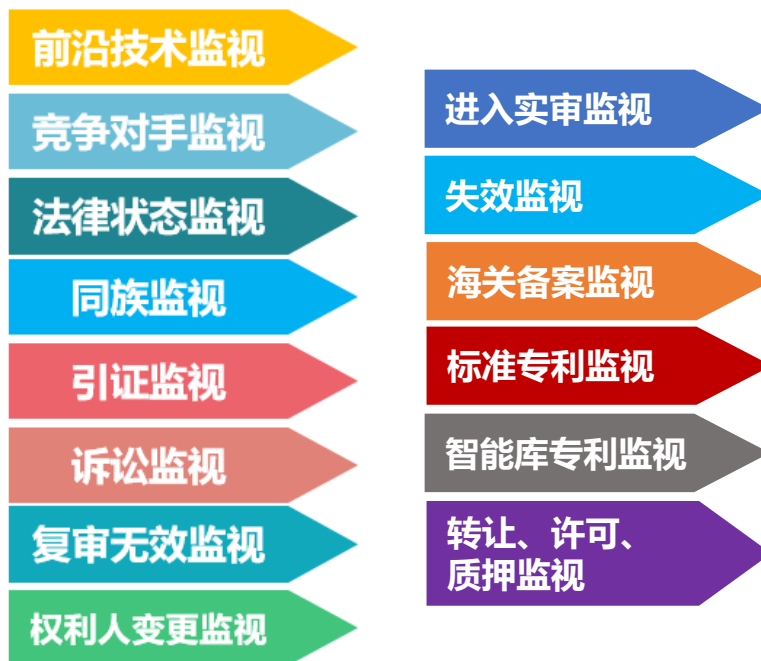 前沿技术监视
竞争对手监视
法律状态监视
同族监视
引证监视
诉讼监视
复审无效监视
权利人变更监视
进入实审监视
失效监视
海关备案监视
标准专利监视
智能库专利监视
转让、许可、
质押监视